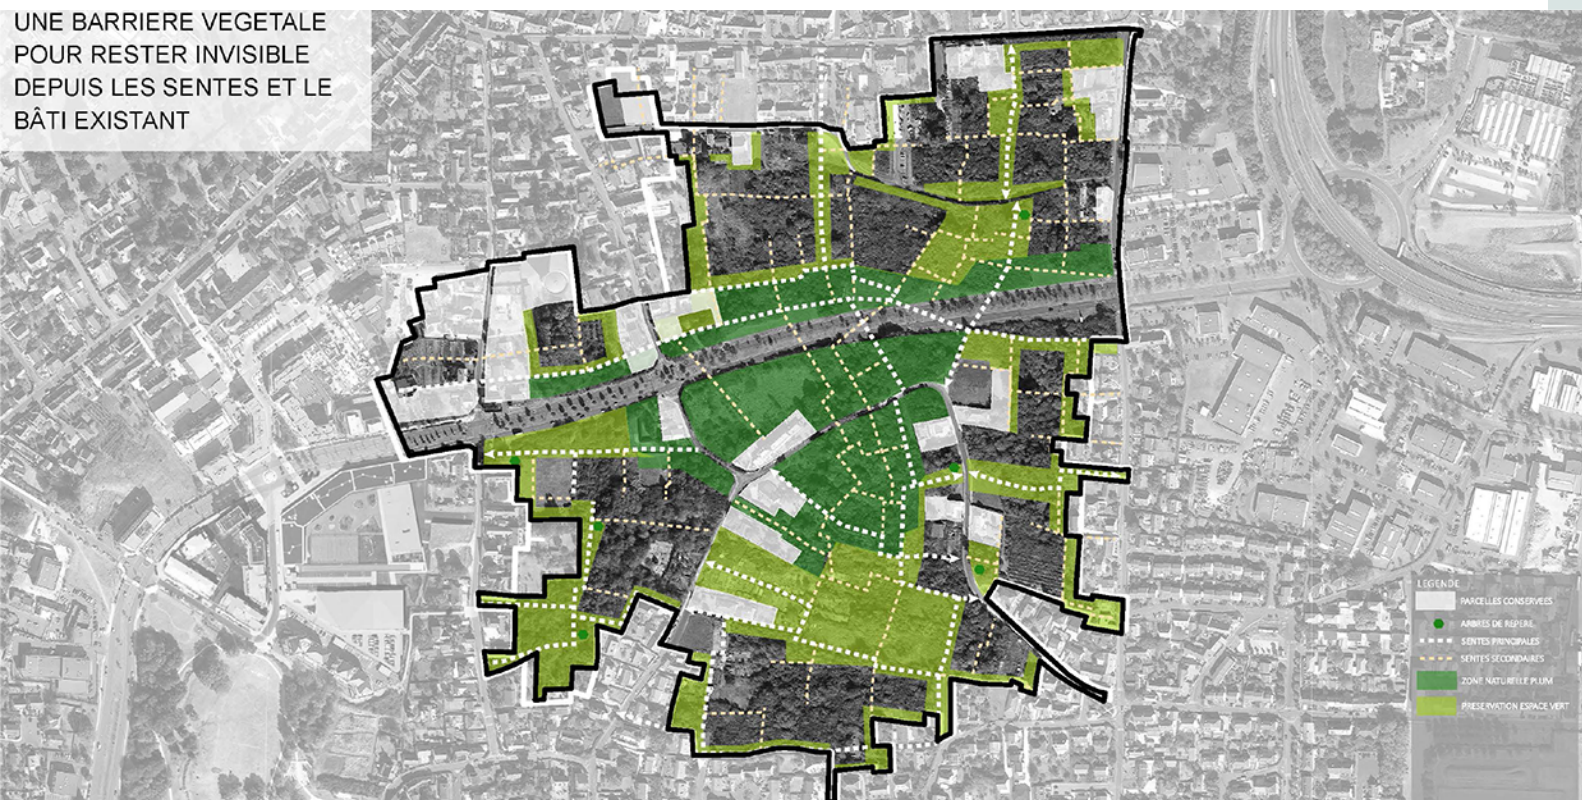 UNE BARRIERE VEGETALE
POUR RESTER INVISIBLE
DEPUIS LES SENTES ET LE
BÂTI EXISTANT
LEGENDE
PARCELLES CONSERVEES
ARBRES DE REPERE
SENTES PRINCIPALES
SENTES SECONDAIRES
ZONE NATURELLE PLUM
PRESERVATION ESPACE VERT